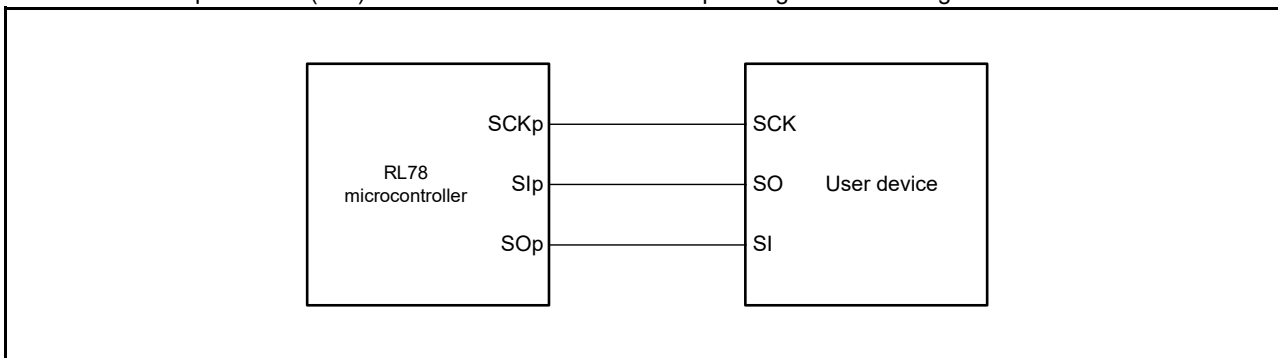 SCKp
SCK
RL78
microcontroller
SIp
SO
User device
SOp
SI